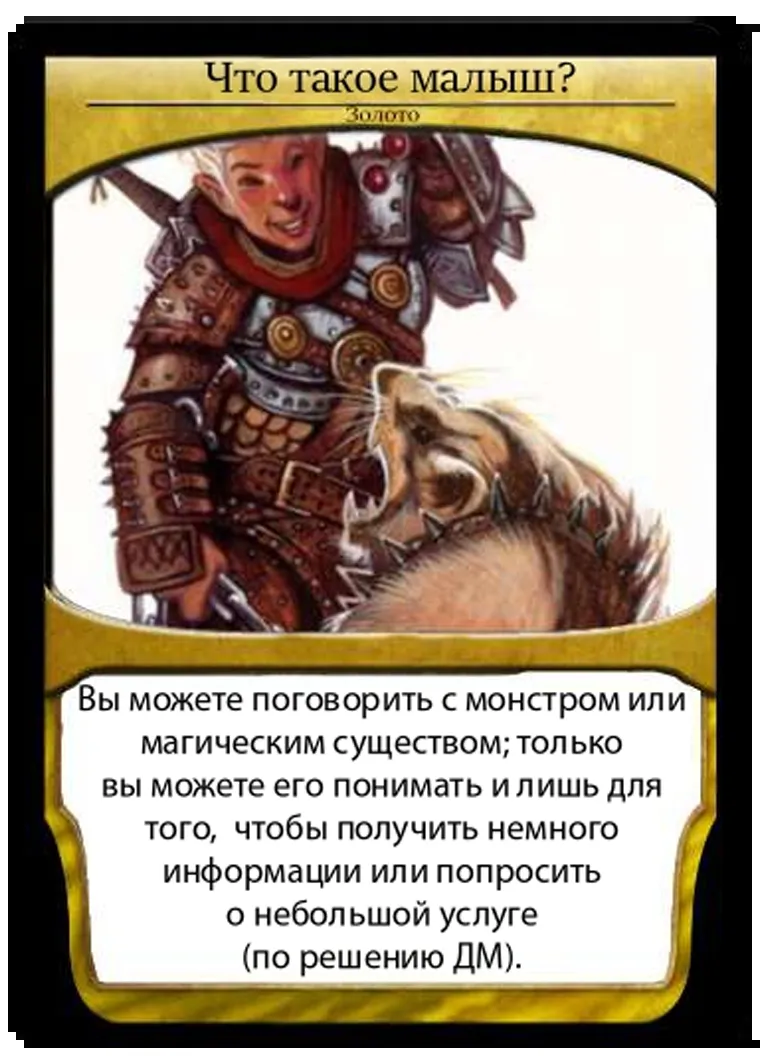 Что такое малыш?
Золото
Вы можете поговорить с монстром или
магическим существом; только
вы можете его понимать и лишь для
того, чтобы получить немного
информации или попросить
о небольшой услуге
(по решению ДМ).